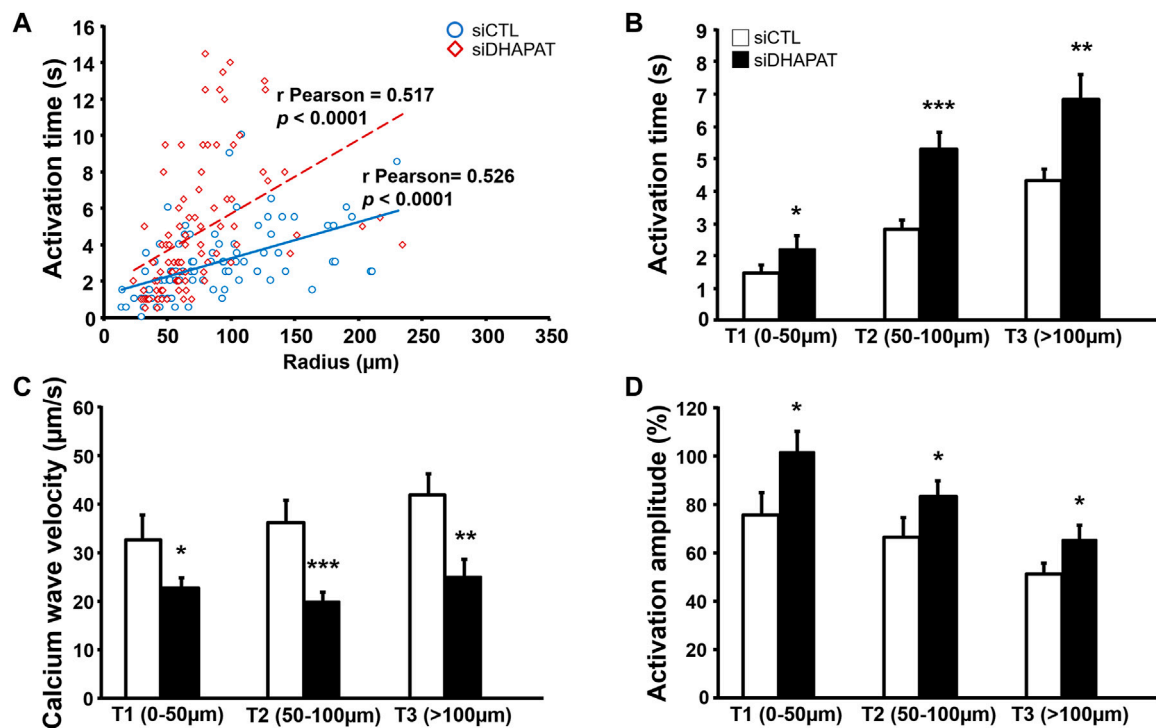 A
siCTL
siDHAPAT
Activation time (s)
16
14
12
10
8
6
4
2
0
r Pearson = 0.517
p < 0.0001
r Pearson= 0.526
p < 0.0001
0 50 100 150 200 250 300 350
Radius (µm)
B
siCTL
siDHAPAT
Activation time (s)
9
8
7
6
5
4
3
2
1
0
*
***
**
T1 (0-50µm) T2 (50-100µm) T3 (>100µm)
C
Calcium wave velocity (µm/s)
60
50
40
30
20
10
0
*
***
**
T1 (0-50µm) T2 (50-100µm) T3 (>100µm)
D
Activation amplitude (%)
120
100
80
60
40
20
0
*
*
*
T1 (0-50µm) T2 (50-100µm) T3 (>100µm)